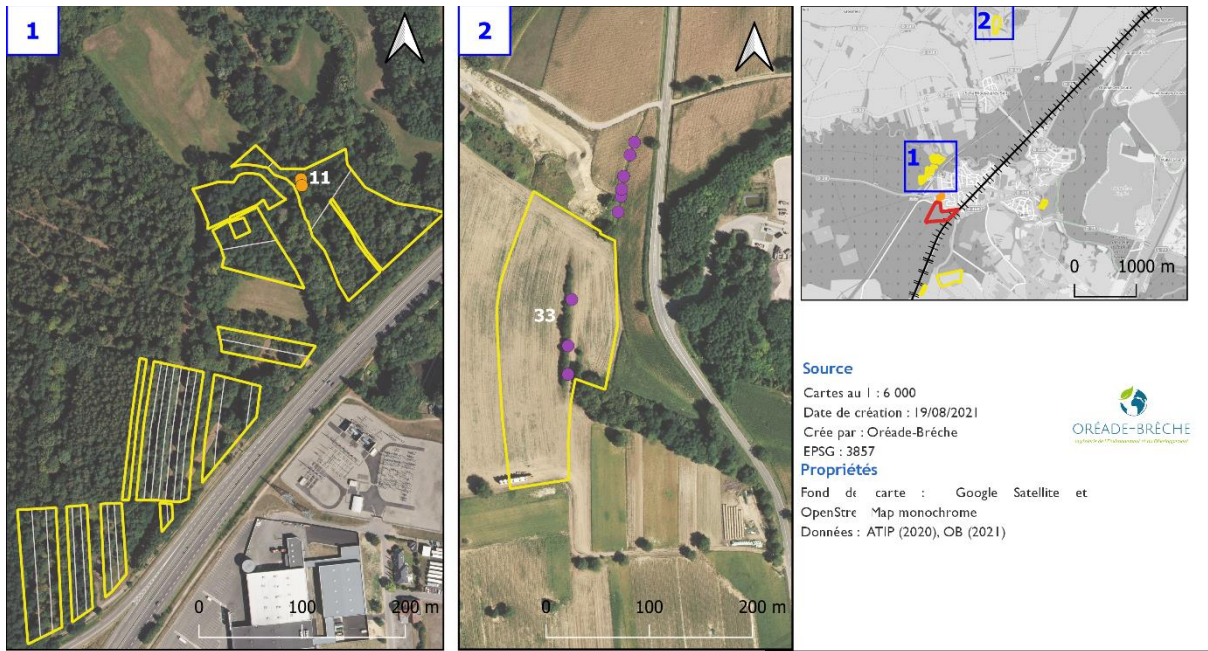 1
2
11
33
0 100 200 m
0 100 200 m
2
1
0 1000 m
Source
Cartes au 1 : 6 000
Date de création : 19/08/2021
Crée par : Oréade-Brèche
EPSG : 3857
Propriétés
Fond de carte : Google Satellite et
OpenStre Map monochrome
Données : ATIP (2020), OB (2021)
ORÉADE-BRÈCHE